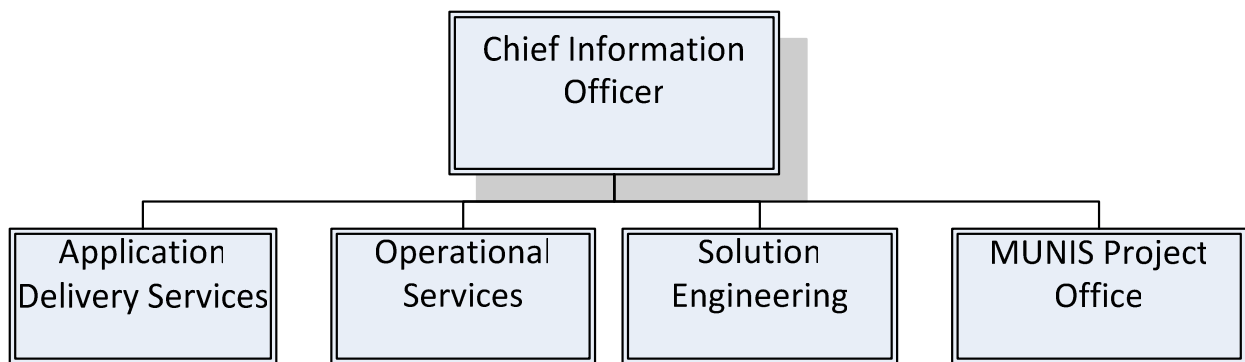 Chief Information
Officer
Application
Delivery Services
Operational
Services
Solution
Engineering
MUNIS Project
Office